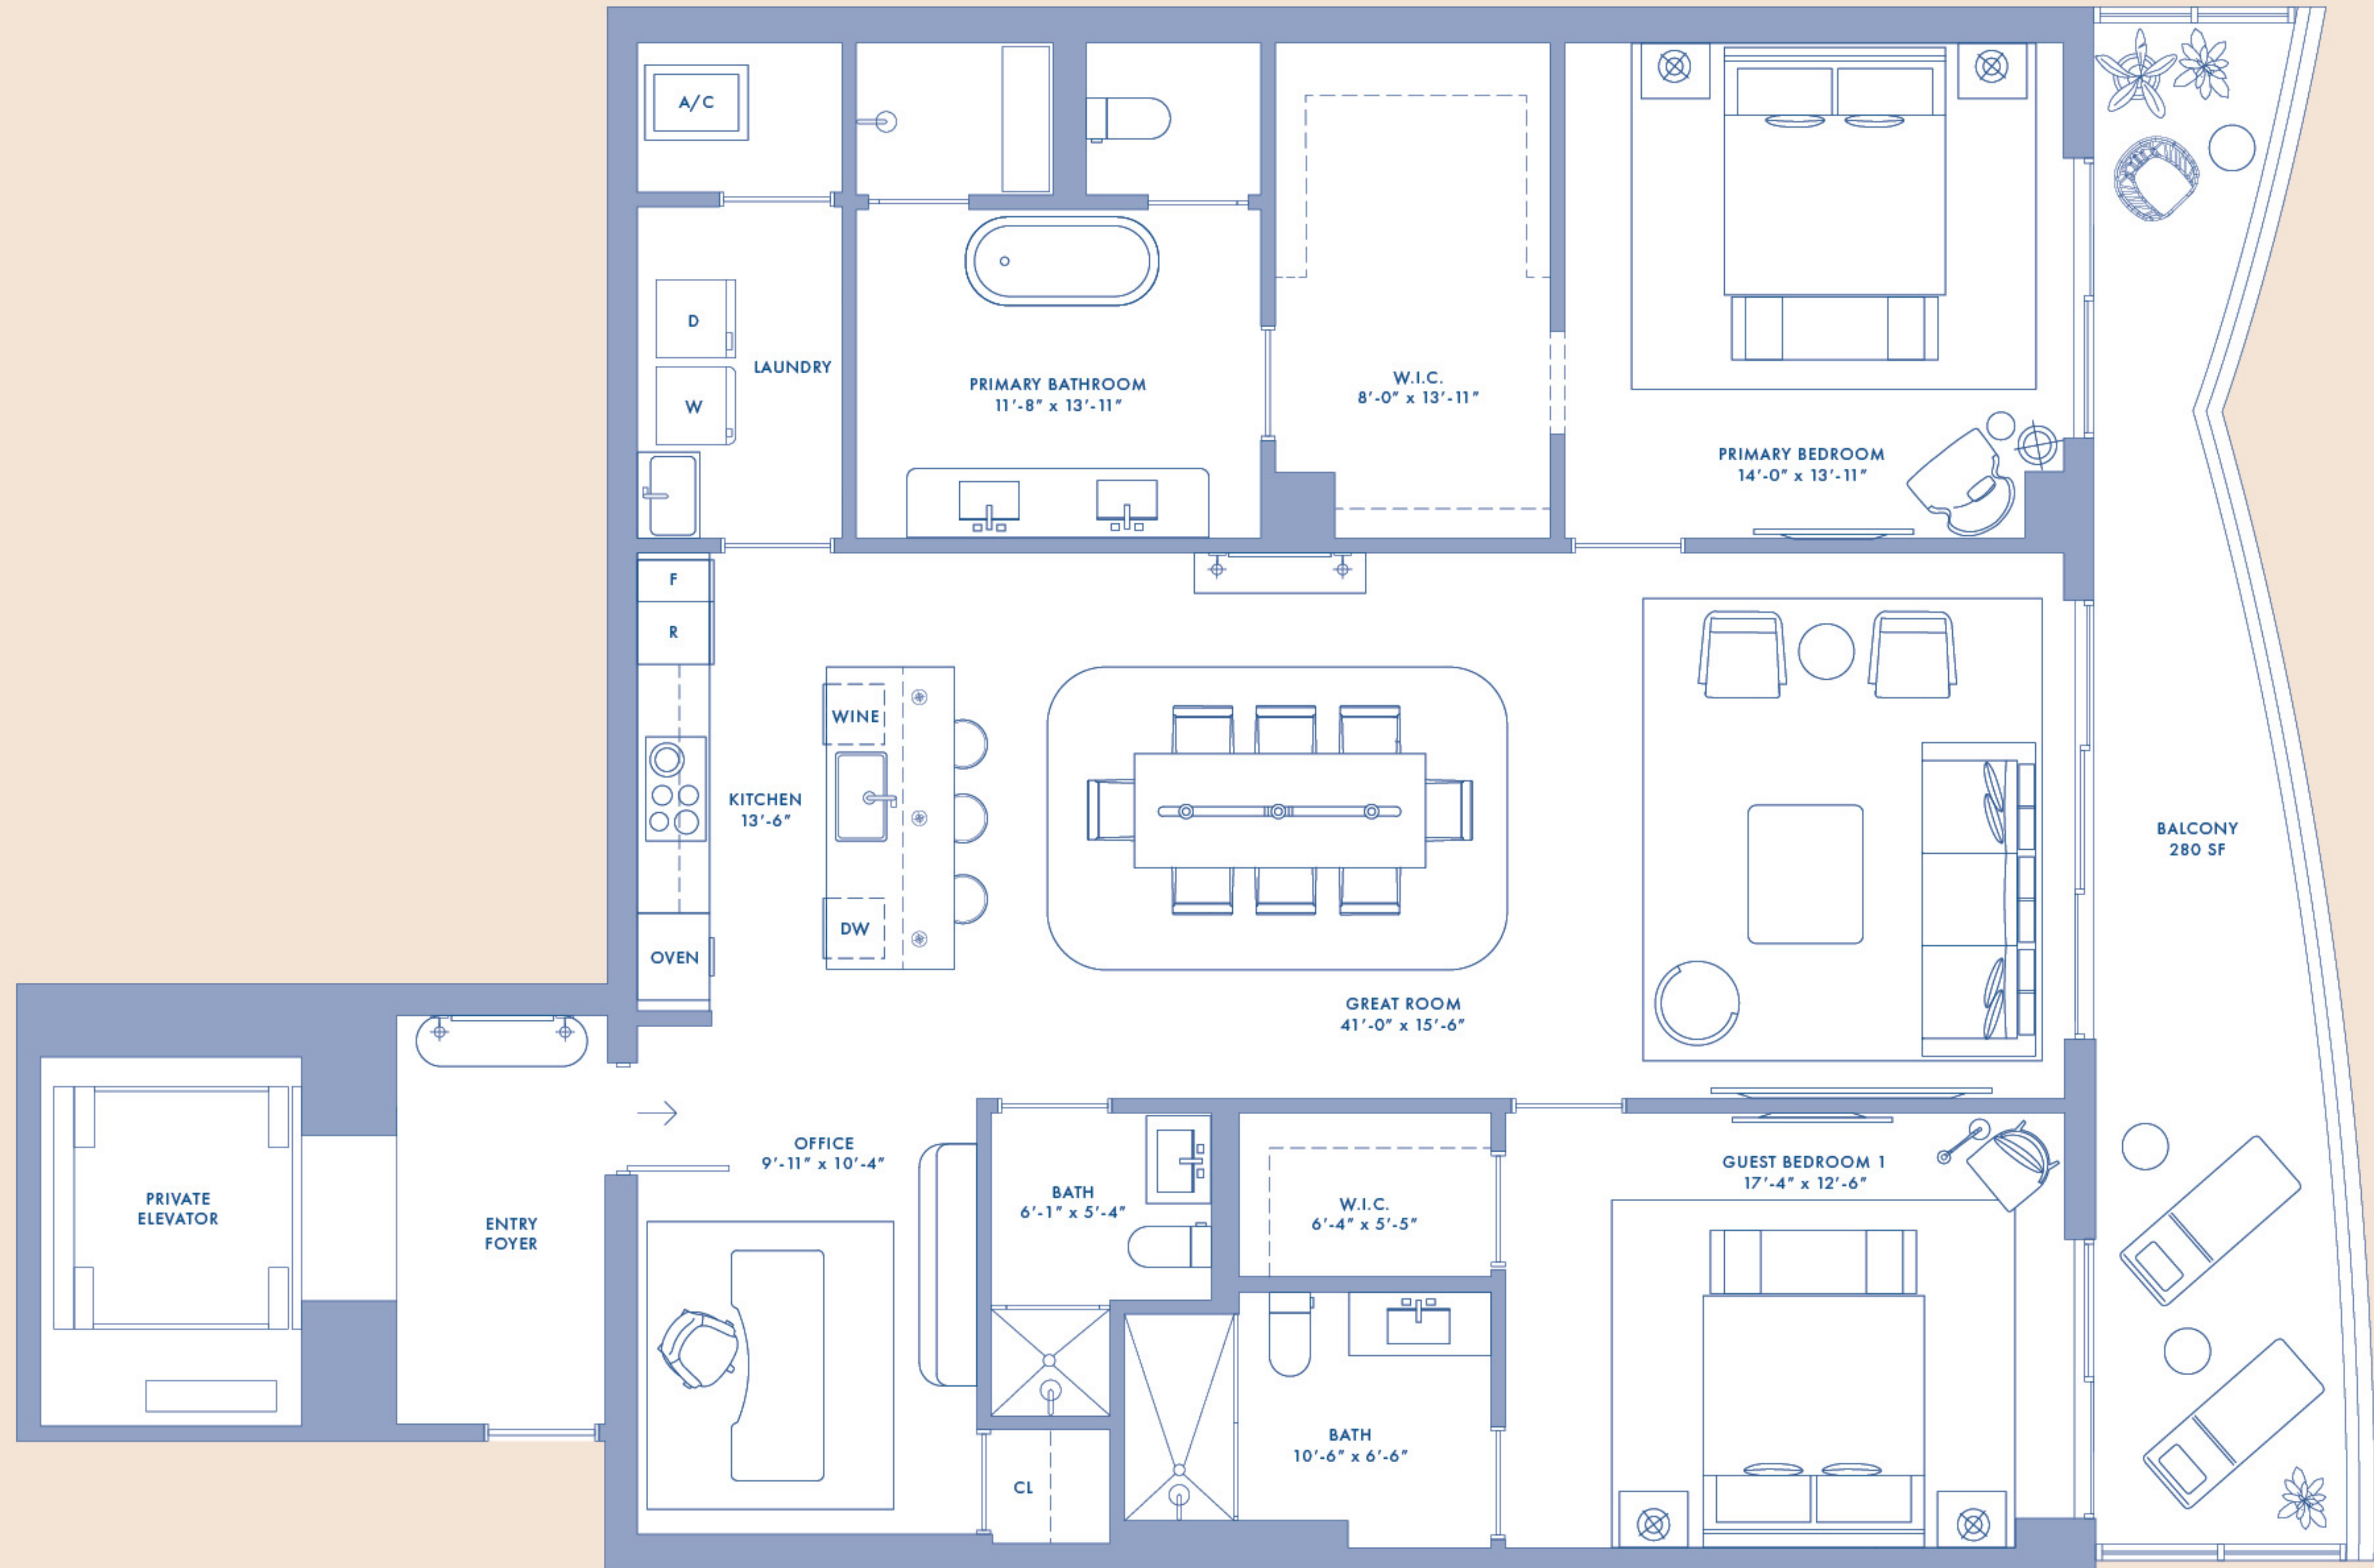 A/C
D
LAUNDRY
W
PRIMARY BATHROOM
11'-8" x 13'-11"
W.I.C.
8'-0" x 13'-11"
PRIMARY BEDROOM
14'-0" x 13'-11"
F
R
WINE
KITCHEN
13'-6"
DW
OVEN
GREAT ROOM
41'-0" x 15'-6"
BALCONY
280 SF
PRIVATE
ELEVATOR
ENTRY
FOYER
OFFICE
9'-11" x 10'-4"
BATH
6'-1" x 5'-4"
W.I.C.
6'-4" x 5'-5"
GUEST BEDROOM 1
17'-4" x 12'-6"
BATH
10'-6" x 6'-6"
CL